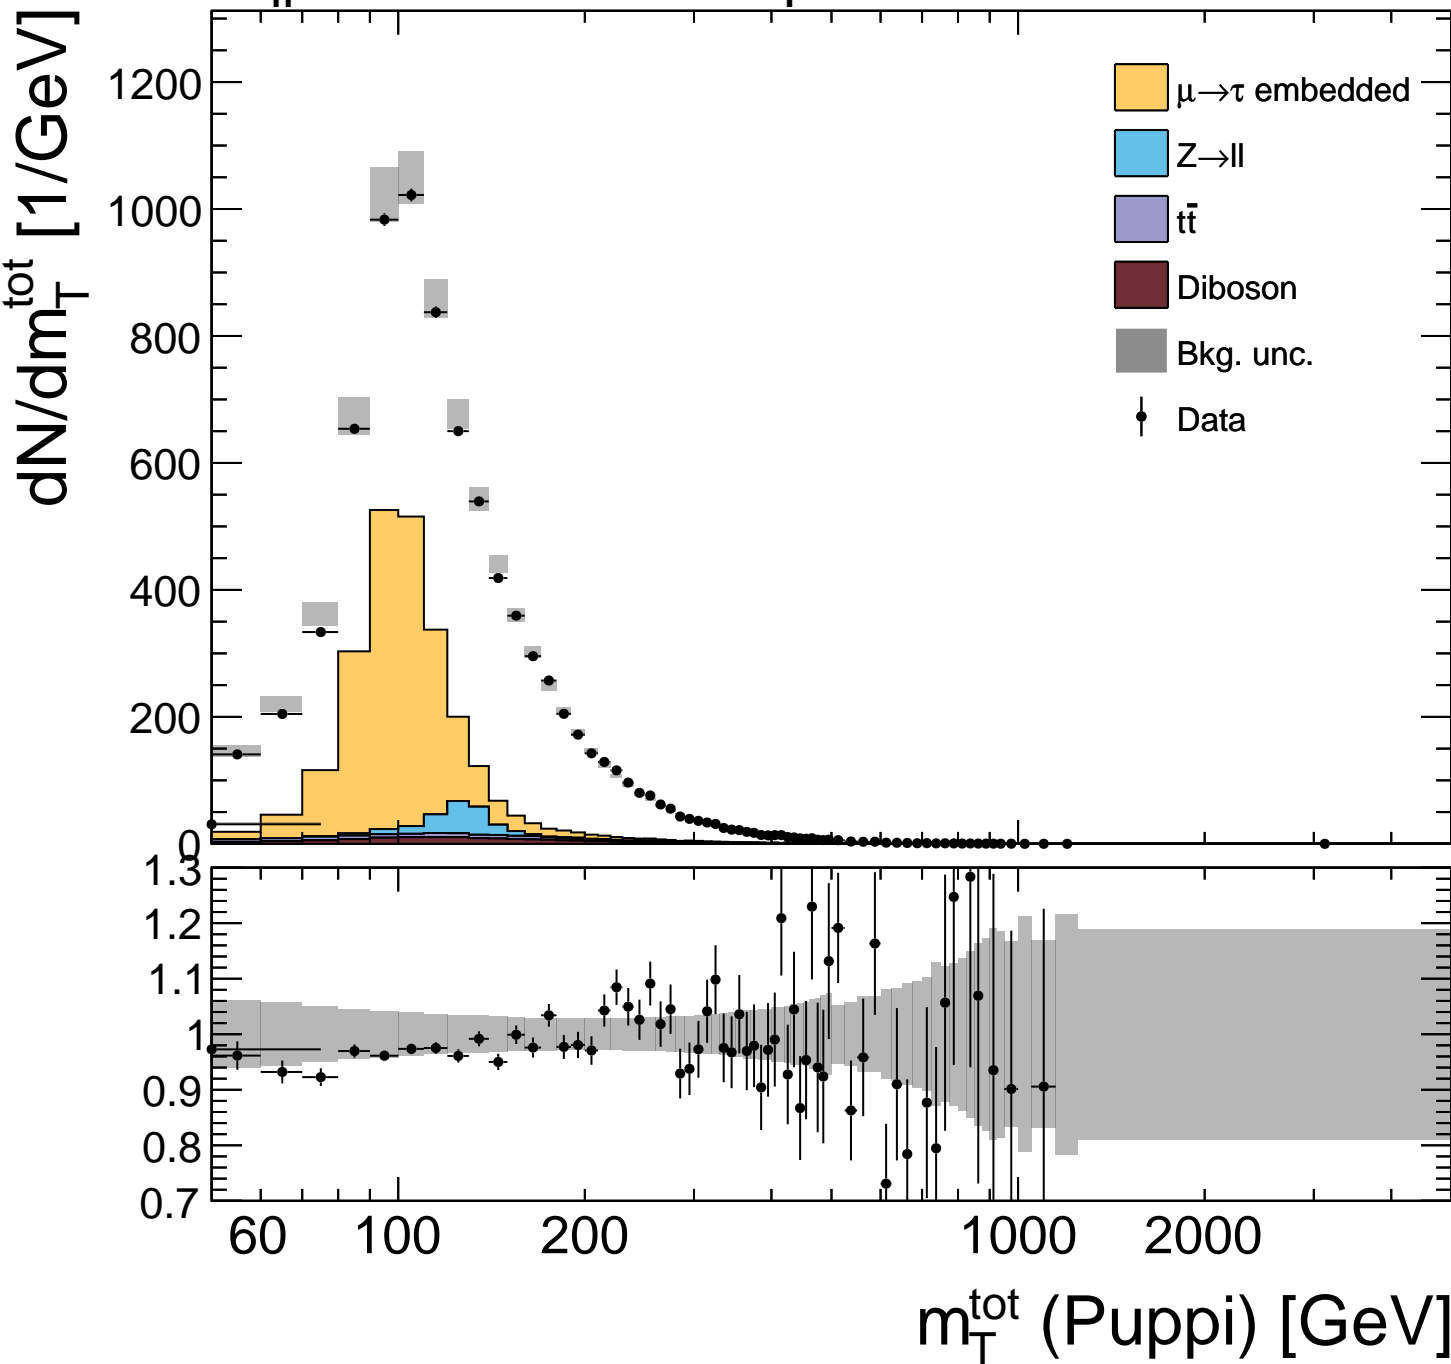 dN/dm_T^tot [1/GeV]
1200
1000
800
600
400
200
0
μ→τ embedded
Z→ll
tt̄
Diboson
Bkg. unc.
Data
1.3
1.2
1.1
1
0.9
0.8
0.7
60 100 200 1000 2000
m_T^tot (Puppi) [GeV]